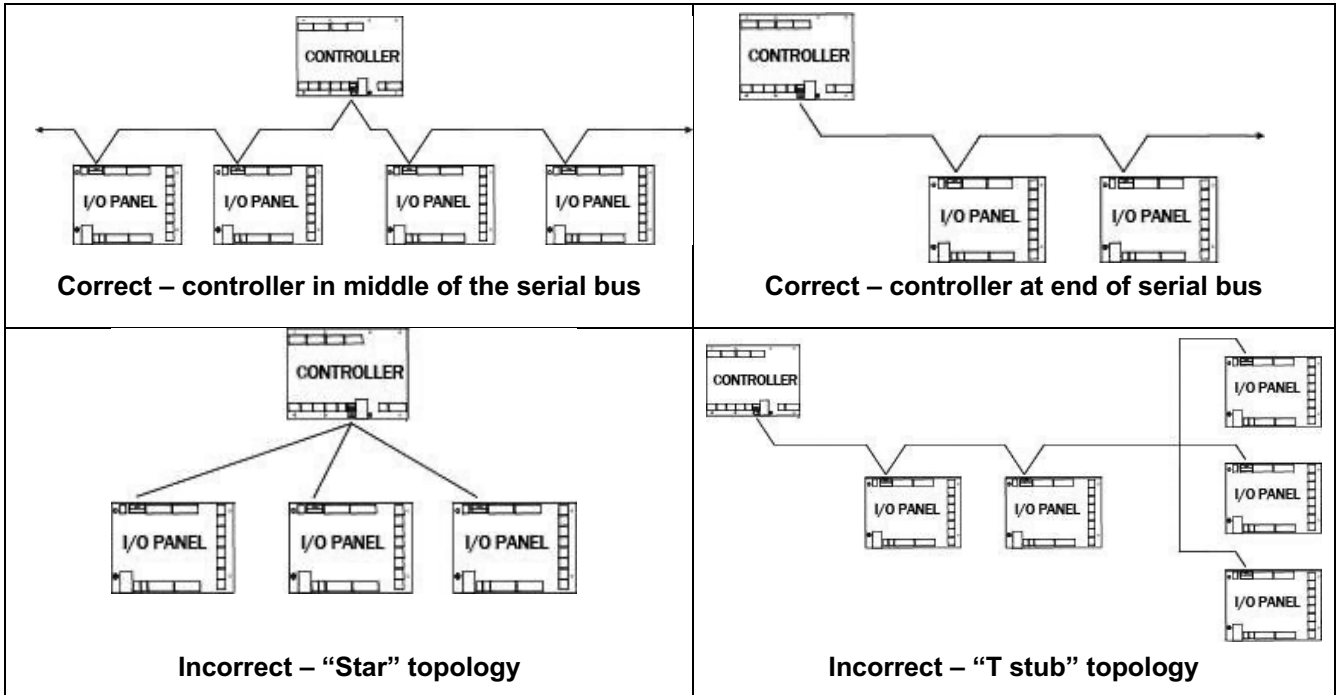 CONTROLLER
I/O PANEL
I/O PANEL
I/O PANEL
I/O PANEL
Correct – controller in middle of the serial bus
CONTROLLER
I/O PANEL
I/O PANEL
Correct – controller at end of serial bus
CONTROLLER
I/O PANEL
I/O PANEL
I/O PANEL
Incorrect – “Star” topology
CONTROLLER
I/O PANEL
I/O PANEL
I/O PANEL
I/O PANEL
I/O PANEL
Incorrect – “T stub” topology